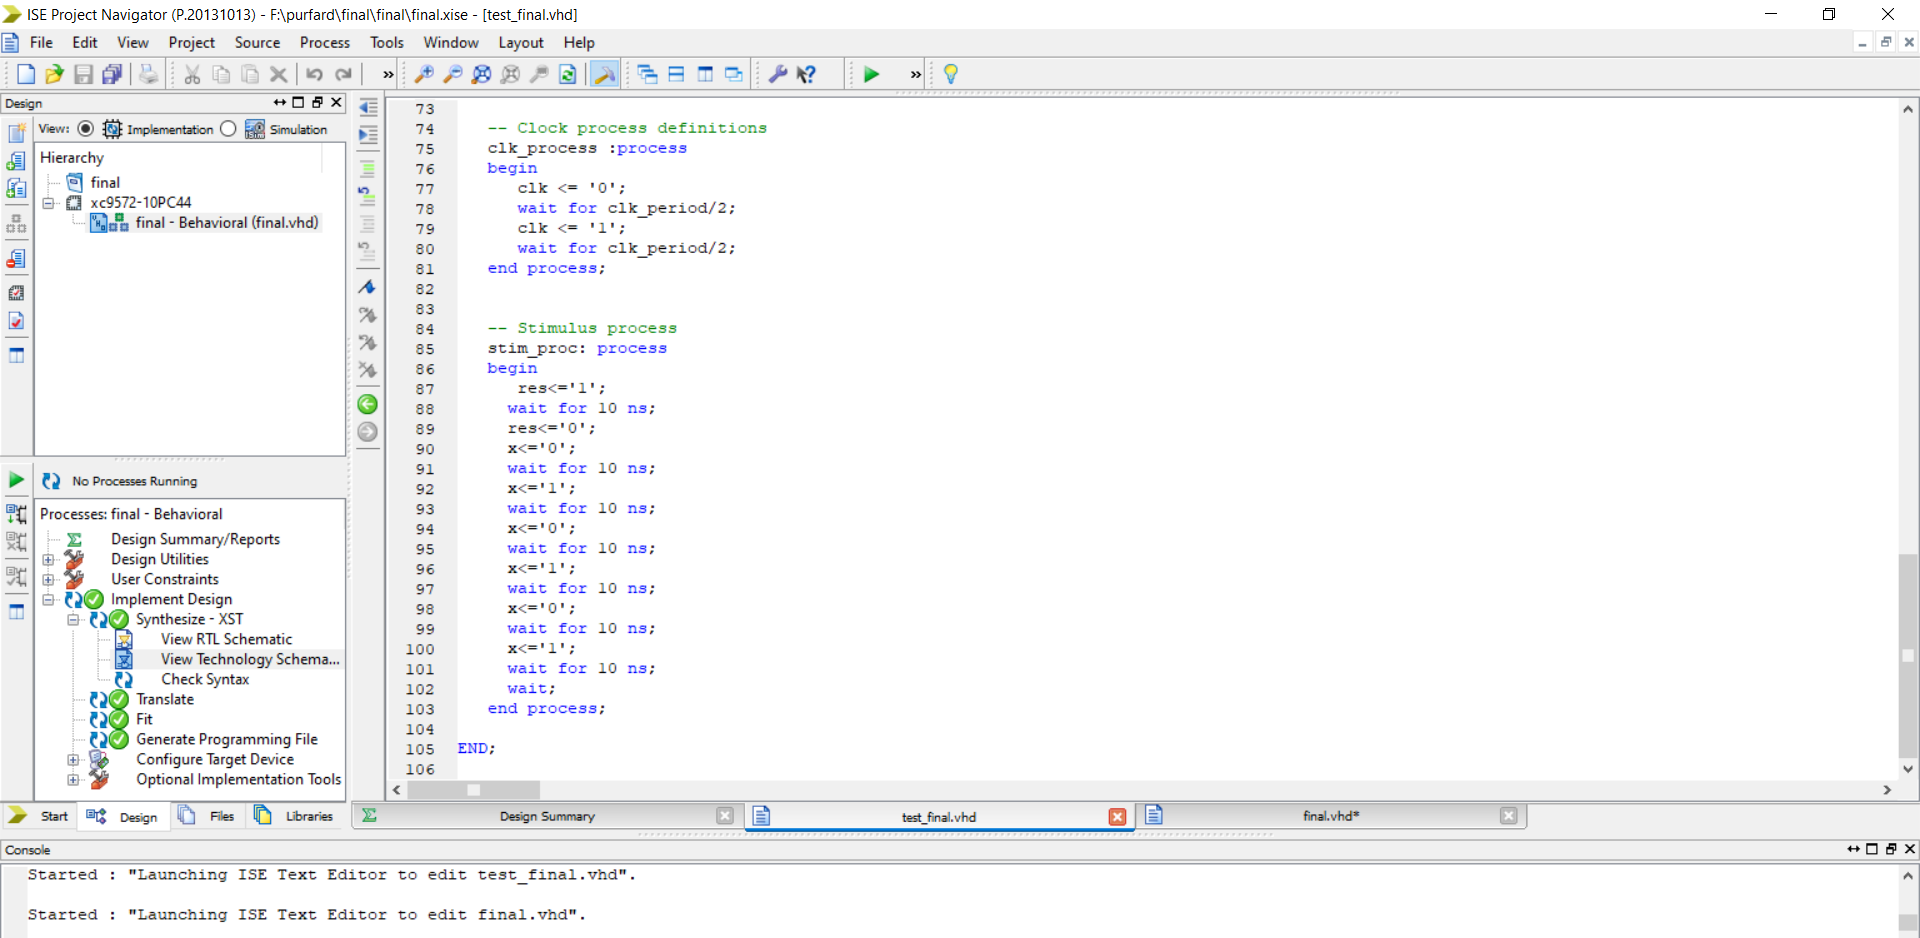 ISE Project Navigator (P.20131013) - F:\purfard\final\final\final.xise - [test_final.vhd]
File Edit View Project Source Process Tools Window Layout Help
Design
View: Implementation Simulation
Hierarchy
final
xc9572-10PC44
final - Behavioral (final.vhd)
No Processes Running
Processes: final - Behavioral
Design Summary/Reports
Design Utilities
User Constraints
Implement Design
Synthesize - XST
View RTL Schematic
View Technology Schema...
Check Syntax
Translate
Fit
Generate Programming File
Configure Target Device
Optional Implementation Tools
Start Design Files Libraries
73
74 -- Clock process definitions
75 clk_process :process
76 begin
77 clk <= '0';
78 wait for clk_period/2;
79 clk <= '1';
80 wait for clk_period/2;
81 end process;
82
83
84 -- Stimulus process
85 stim_proc: process
86 begin
87 res<='1';
88 wait for 10 ns;
89 res<='0';
90 x<='0';
91 wait for 10 ns;
92 x<='1';
93 wait for 10 ns;
94 x<='0';
95 wait for 10 ns;
96 x<='1';
97 wait for 10 ns;
98 x<='0';
99 wait for 10 ns;
100 x<='1';
101 wait for 10 ns;
102 wait;
103 end process;
104
105 END;
106
Design Summary test_final.vhd final.vhd*
Console
Started : "Launching ISE Text Editor to edit test_final.vhd".
Started : "Launching ISE Text Editor to edit final.vhd".